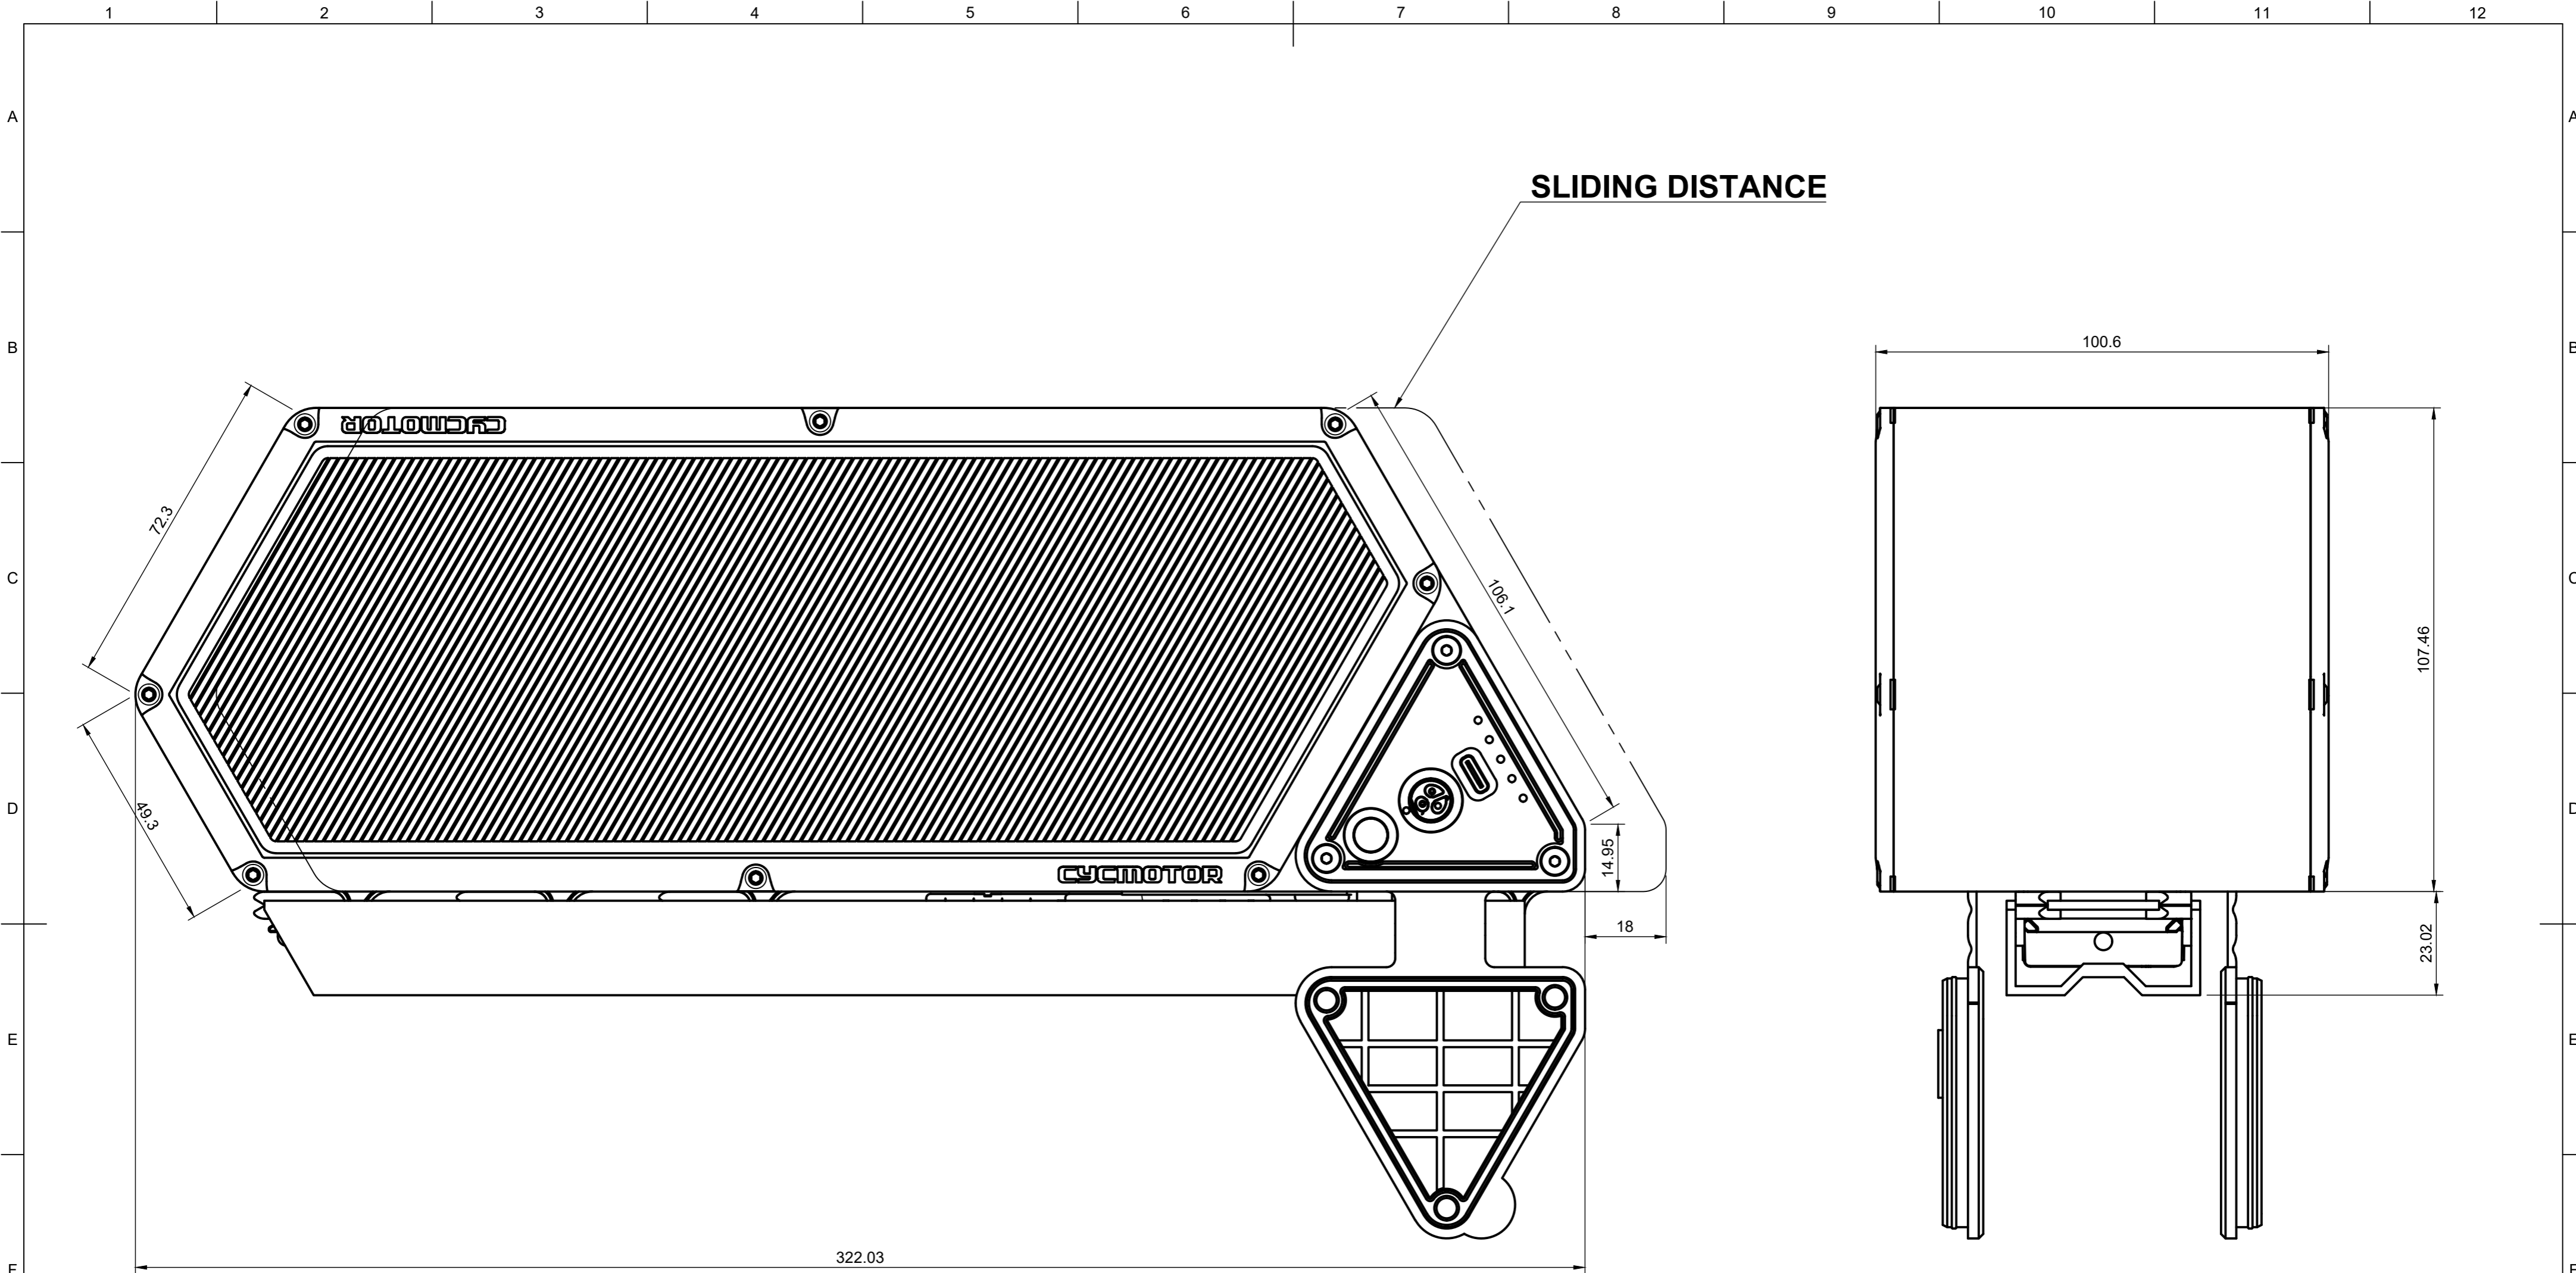 1 2 3 4 5 6 7 8 9 10 11 12
A A
SLIDING DISTANCE
B B
100.6
CYCMOTOR
72.3
106.1
107.46
C C
49.3
D D
14.95
CYCMOTOR
18
23.02
E E
322.03
F F